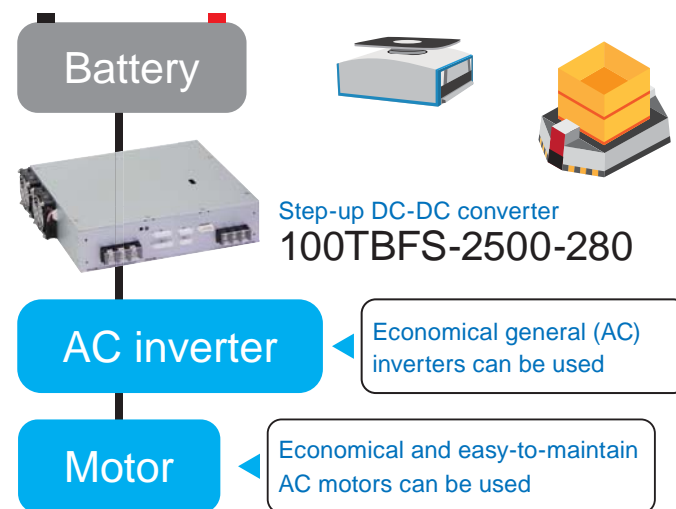 Battery
Step-up DC-DC converter
100TBFS-2500-280
AC inverter
Economical general (AC)
inverters can be used
Motor
Economical and easy-to-maintain
AC motors can be used